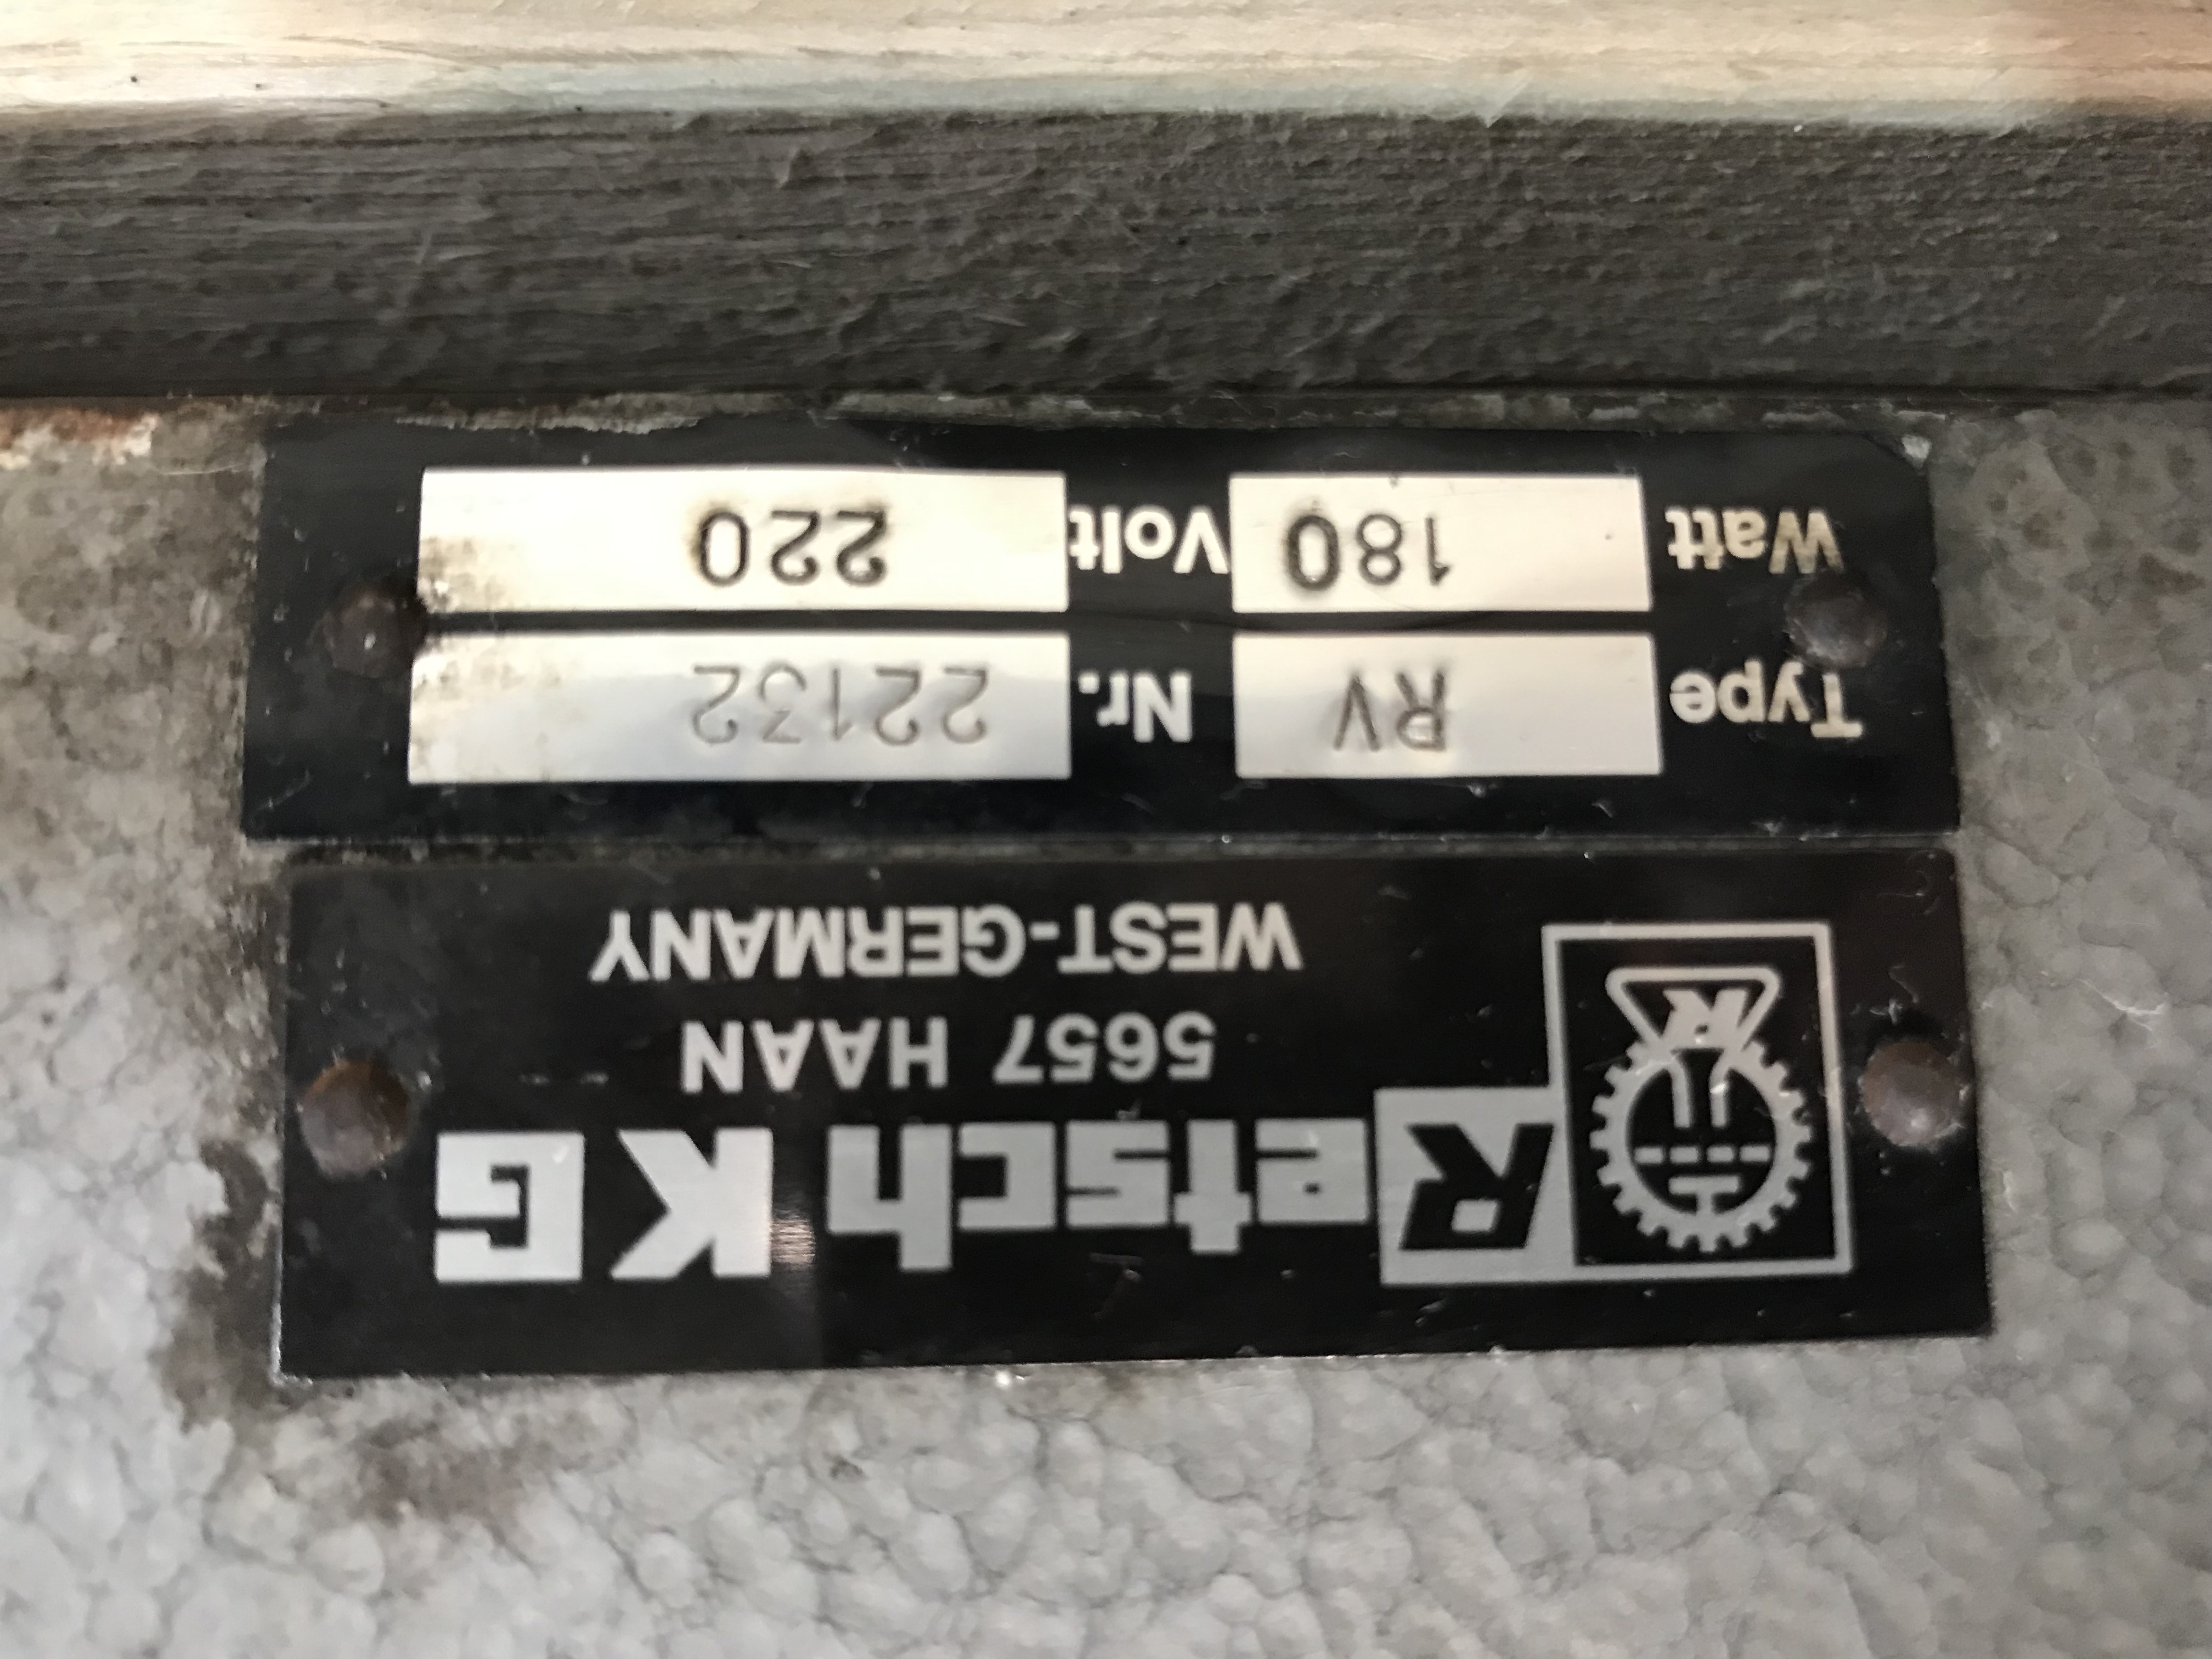 R
Retsch KG
5657 HAAN
WEST-GERMANY
Type RV Nr. 22132
Watt 180 Volt 220